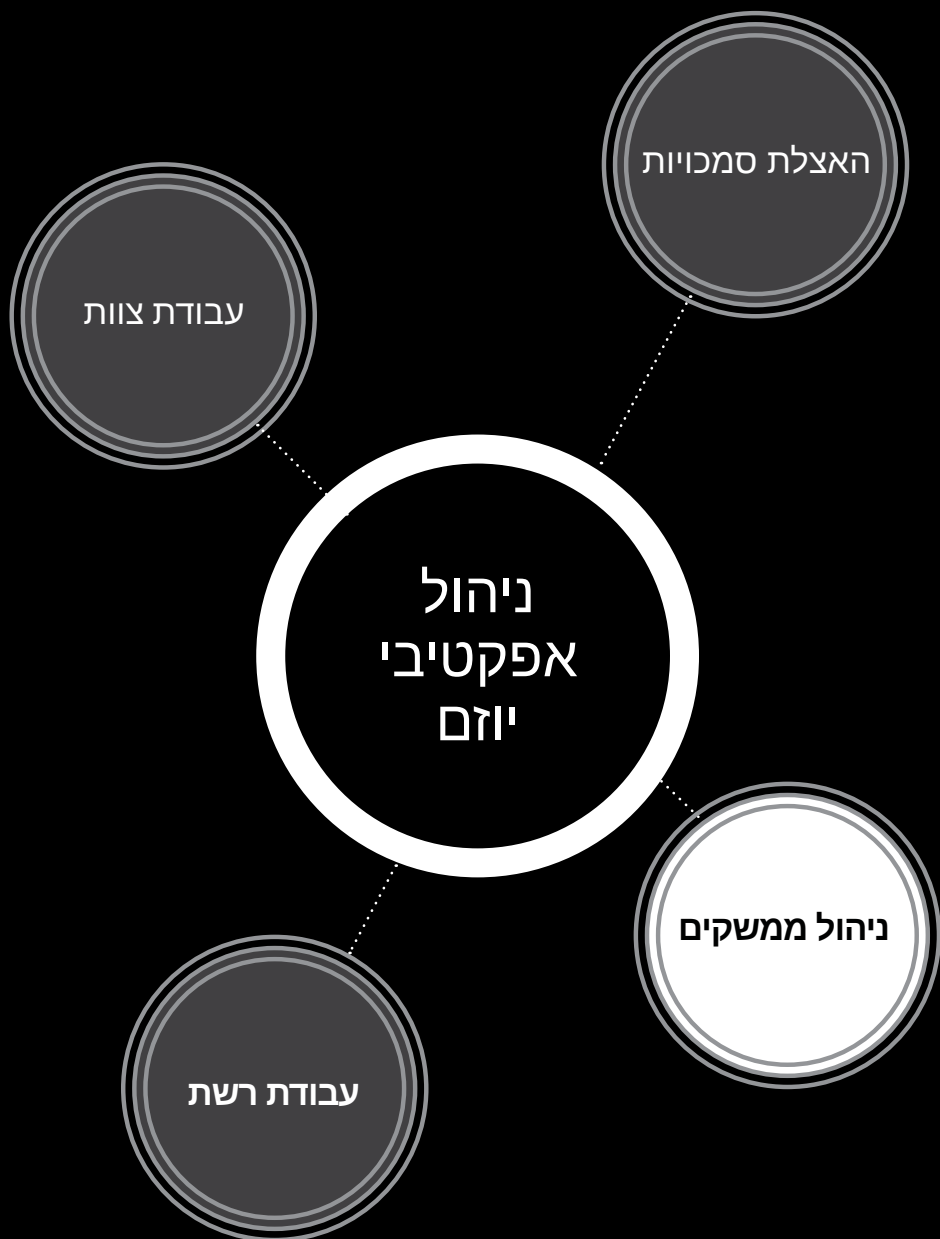 האצלת סמכויות
עבודת צוות
ניהול
אפקטיבי
יוזם
ניהול ממשקים
עבודת רשת